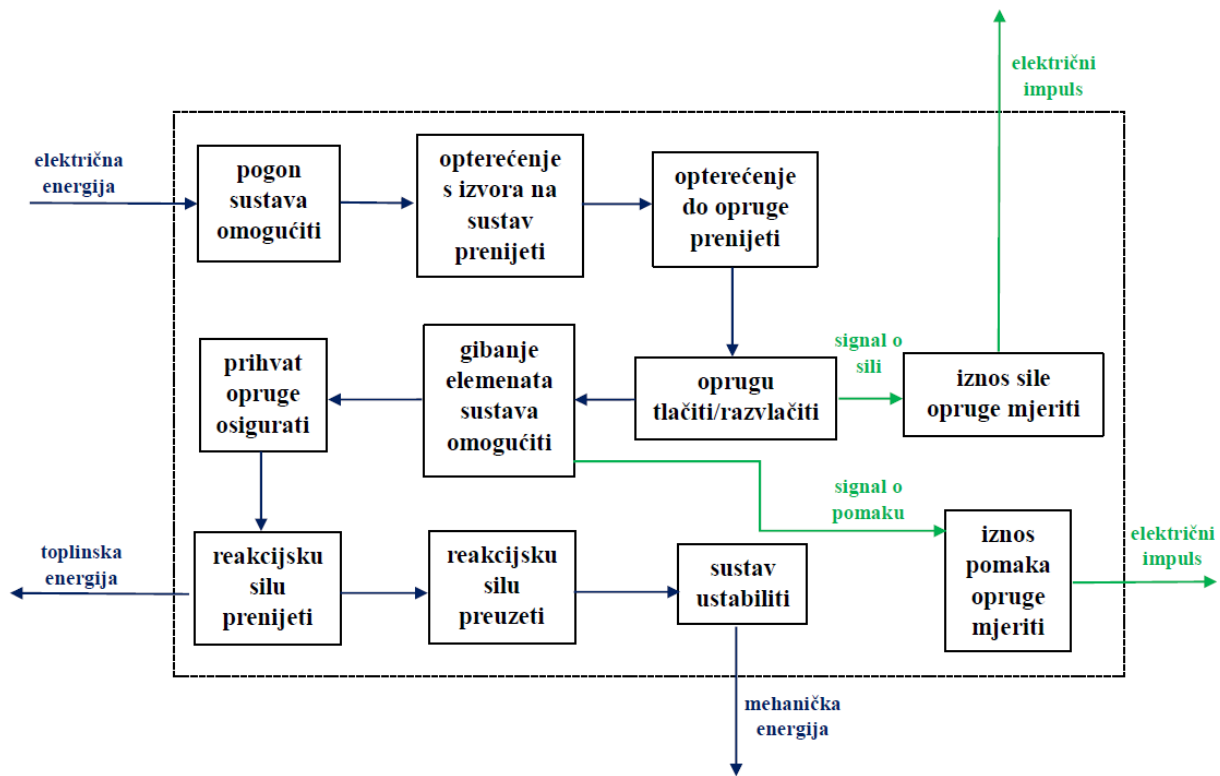 električni
impuls
električna
energija
pogon
sustava
omogućiti
opterećenje
s izvora na
sustav
prenijeti
opterećenje
do opruge
prenijeti
prihvat
opruge
osigurati
gibanje
elemenata
sustava
omogućiti
oprugu
tlačiti/razvlačiti
signal o
sili
iznos sile
opruge mjeriti
signal o
pomaku
toplinska
energija
reakcijsku
silu
prenijeti
reakcijsku
silu
preuzeti
sustav
ustabiliti
iznos
pomaka
opruge
mjeriti
električni
impuls
mehanička
energija